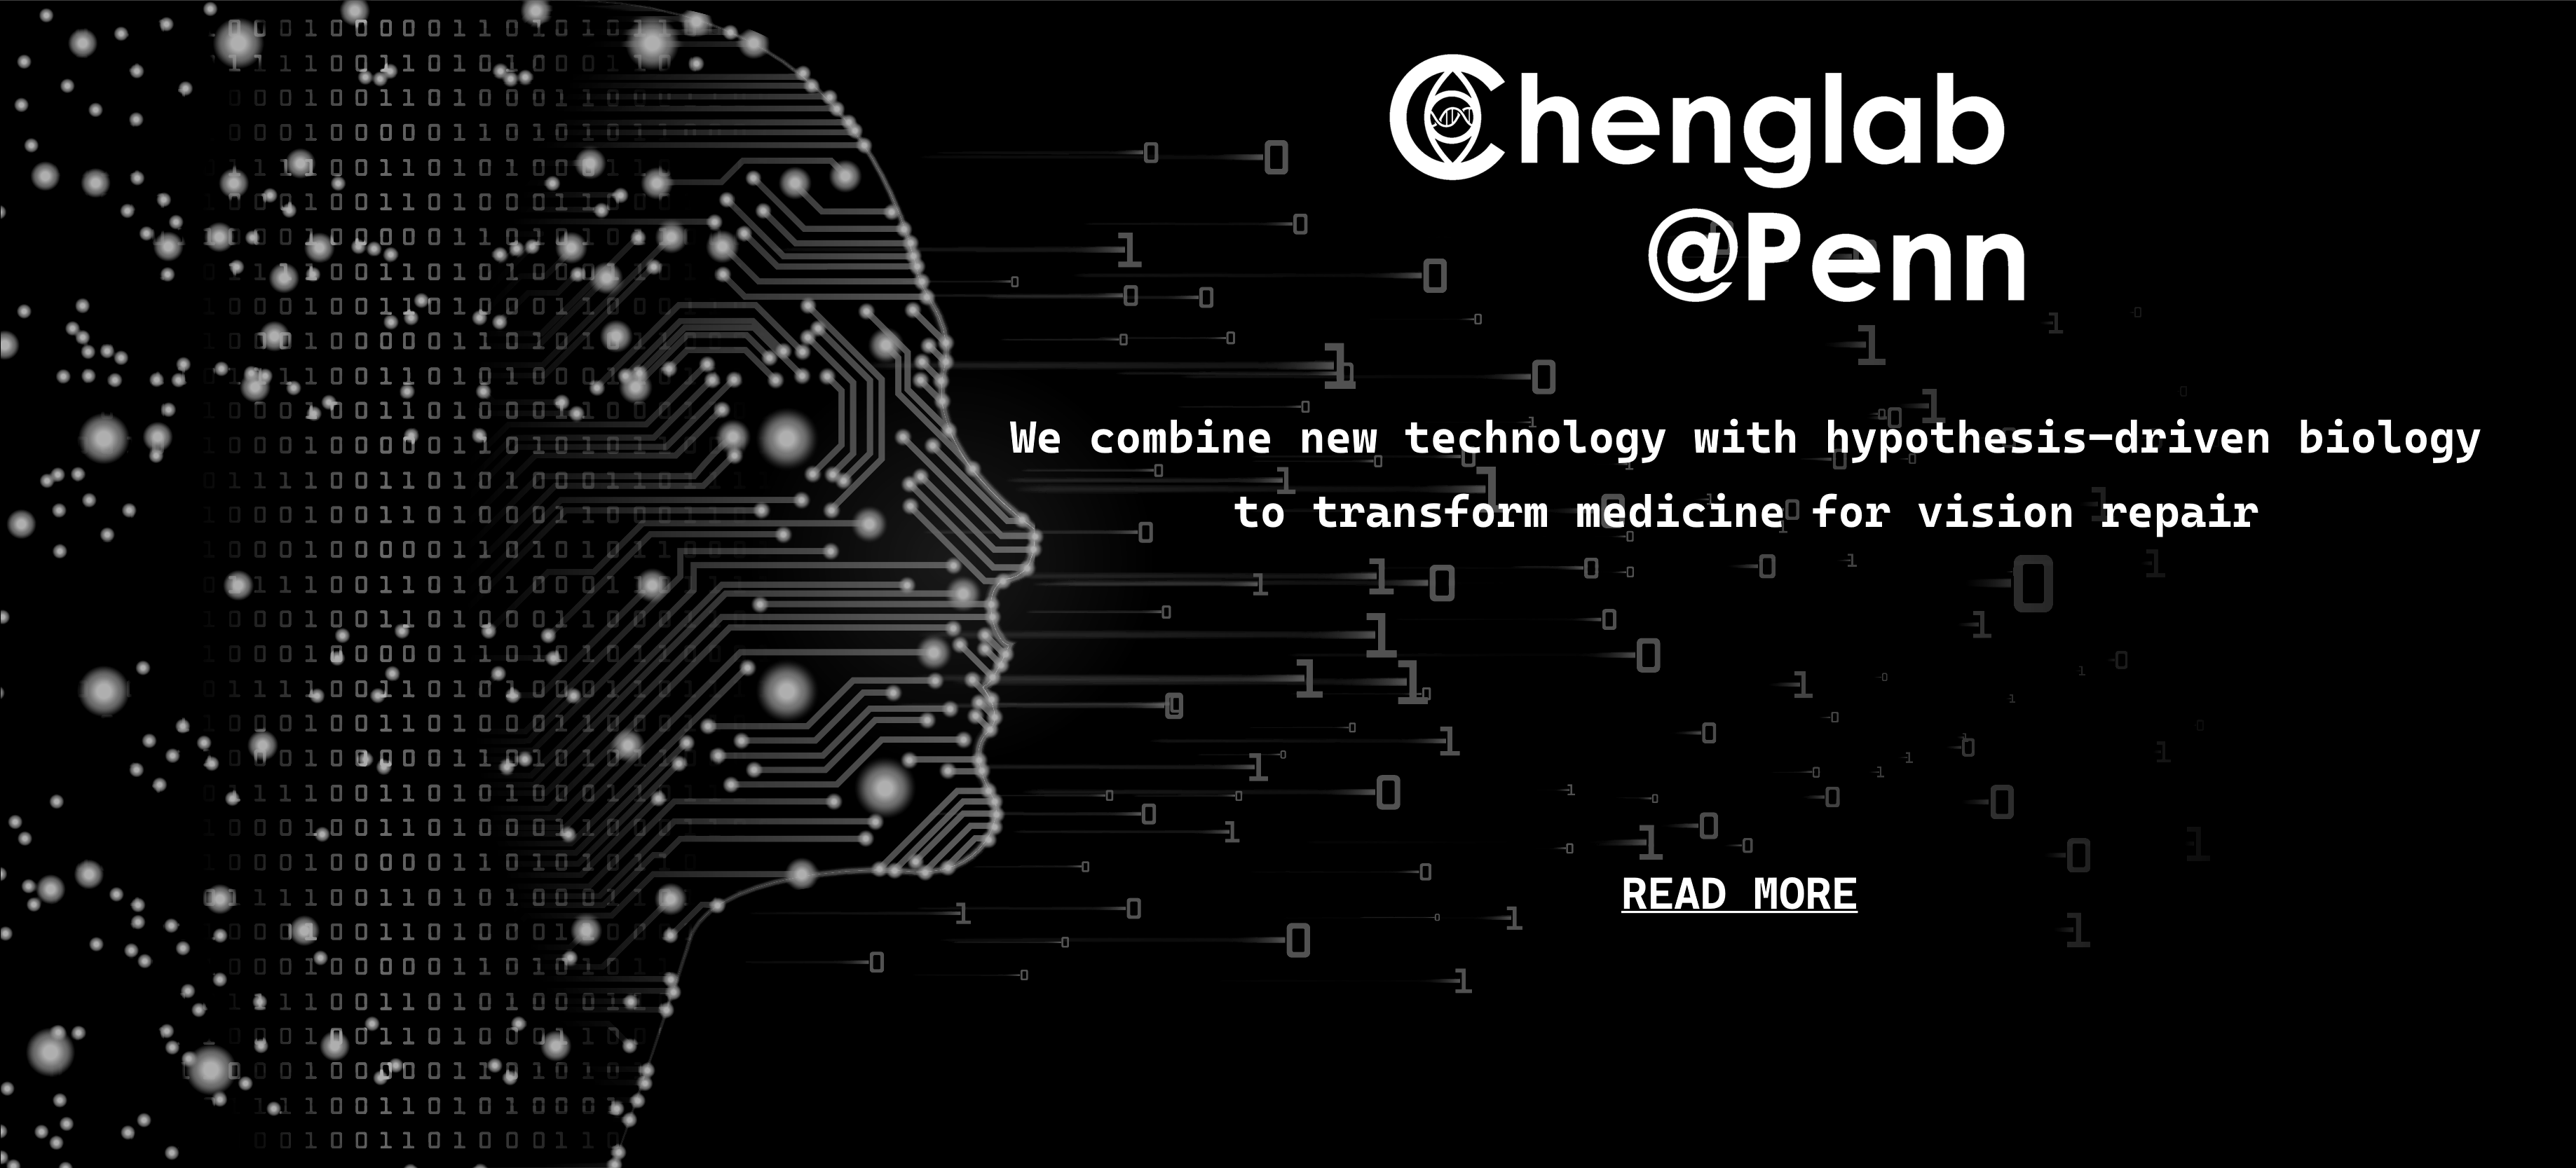 Chenglab
@Penn
We combine new technology with hypothesis-driven biology
to transform medicine for vision repair
READ MORE